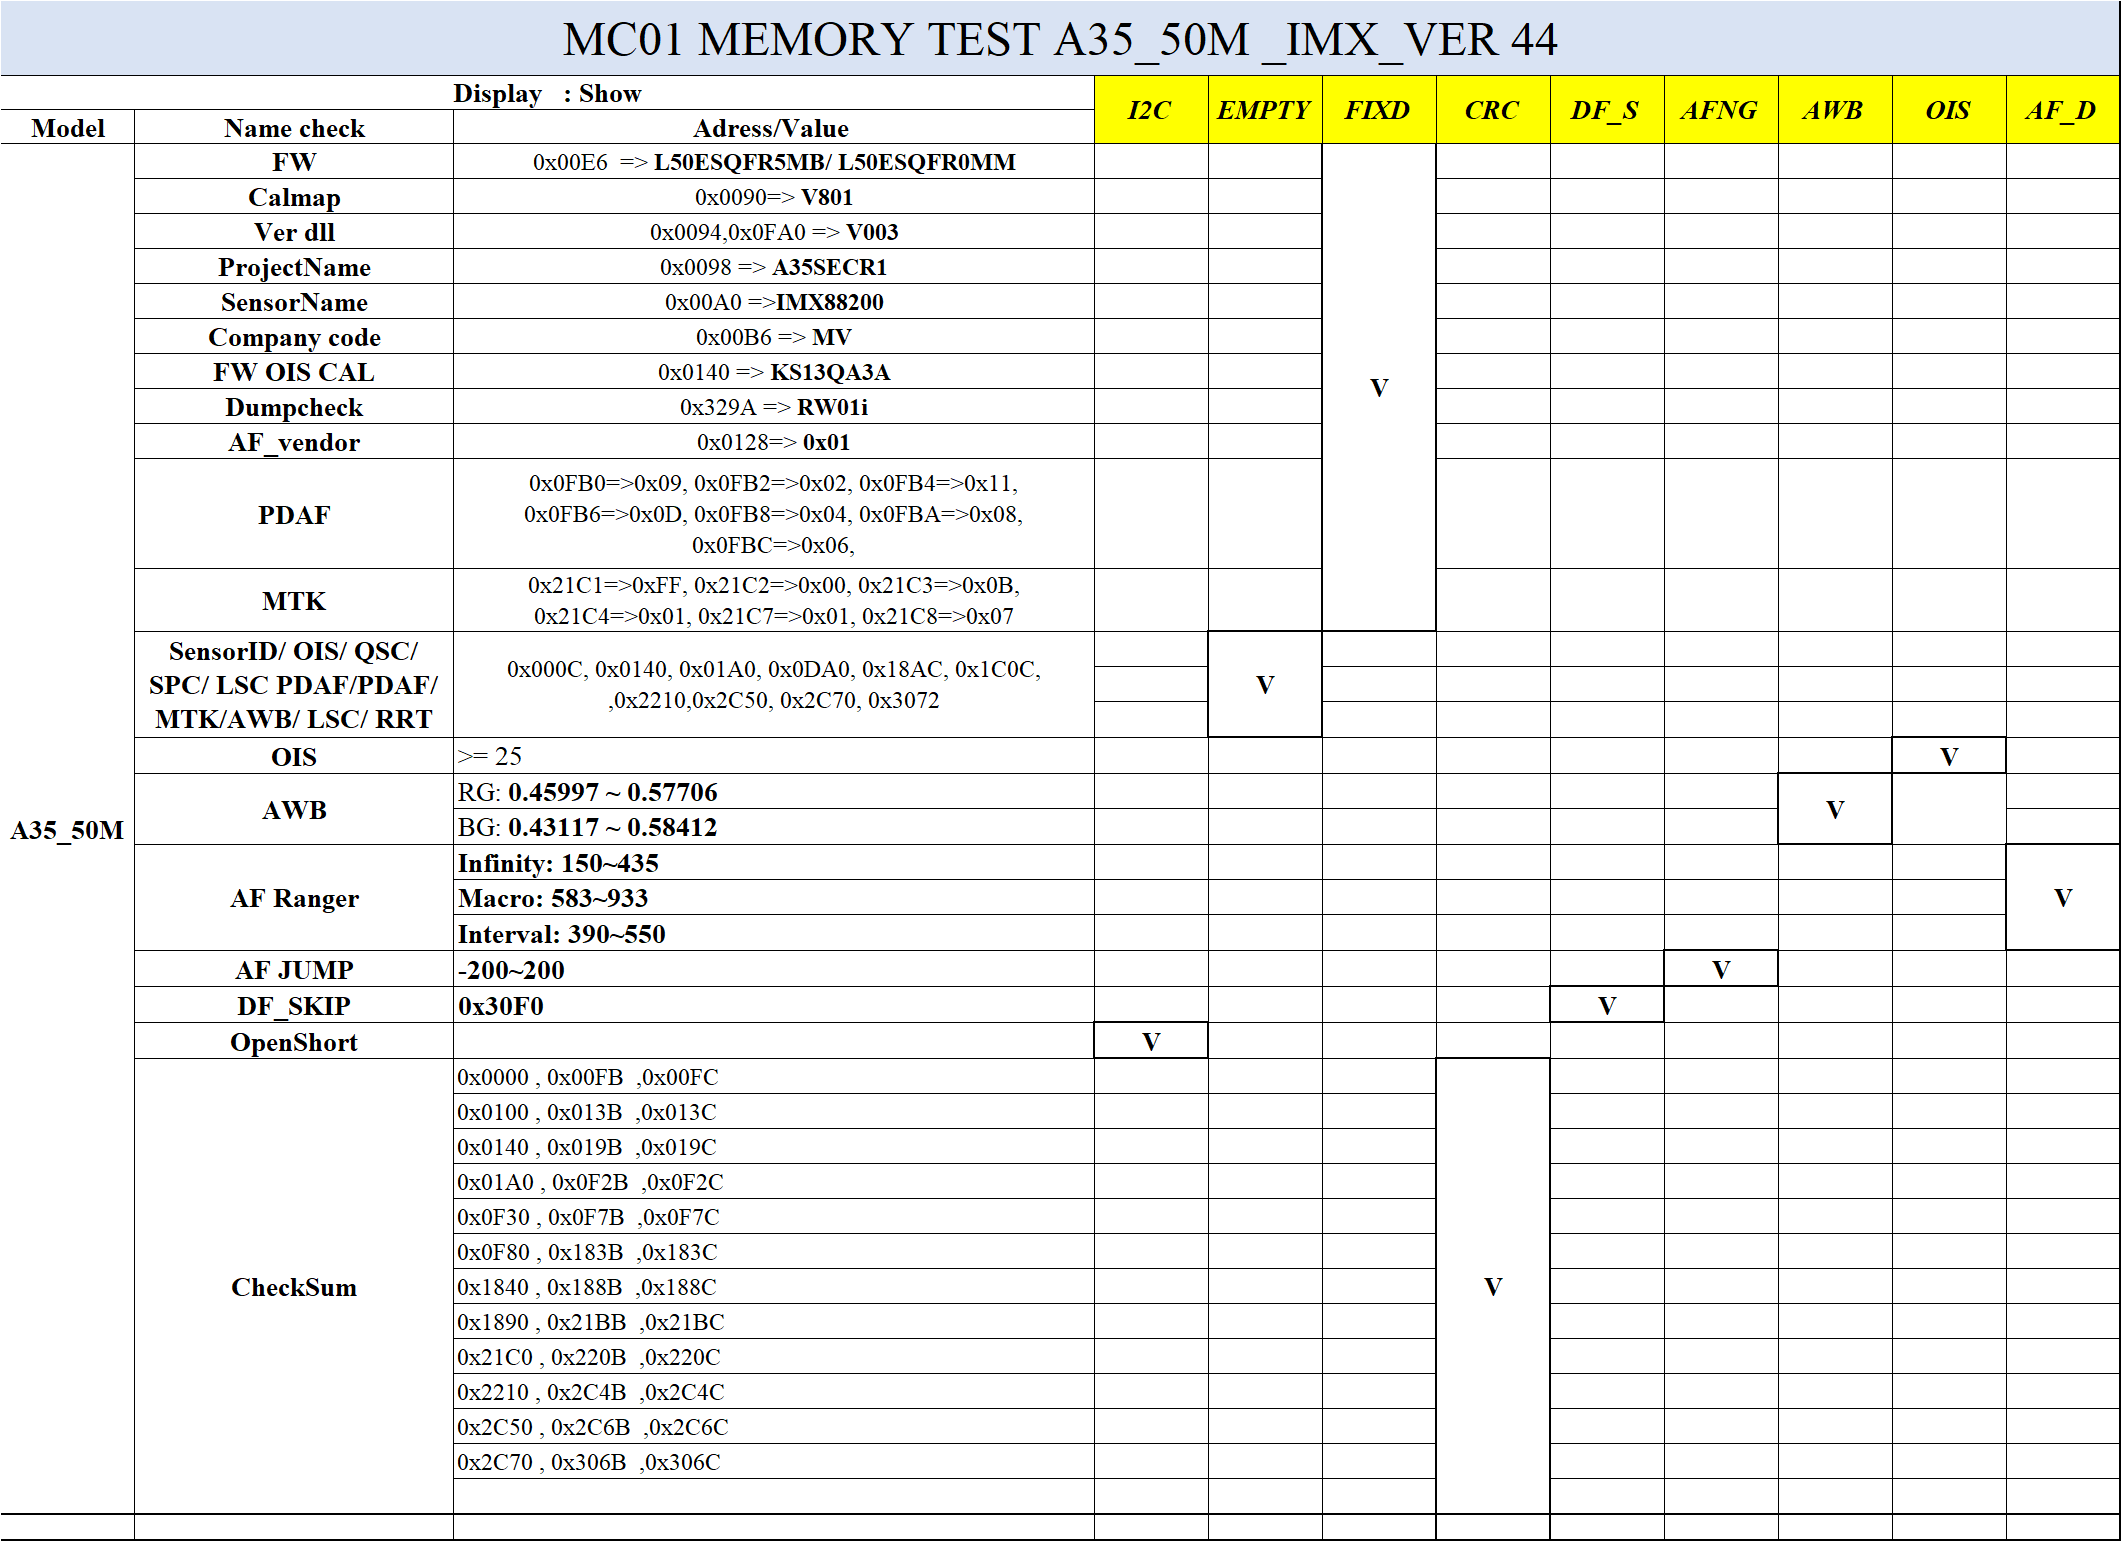 MC01 MEMORY TEST A35_50M _IMX_VER 44
Display : Show
I2C EMPTY FIXD CRC DF_S AFNG AWB OIS AF_D
Model Name check Adress/Value
FW 0x00E6 => L50ESQFR5MB/ L50ESQFR0MM
Calmap 0x0090=> V801
Ver dll 0x0094,0x0FA0 => V003
ProjectName 0x0098 => A35SECR1
SensorName 0x00A0 =>IMX88200
Company code 0x00B6 => MV
FW OIS CAL 0x0140 => KS13QA3A
V
Dumpcheck 0x329A => RW01i
AF_vendor 0x0128=> 0x01
PDAF
0x0FB0=>0x09, 0x0FB2=>0x02, 0x0FB4=>0x11,
0x0FB6=>0x0D, 0x0FB8=>0x04, 0x0FBA=>0x08,
0x0FBC=>0x06,
MTK
0x21C1=>0xFF, 0x21C2=>0x00, 0x21C3=>0x0B,
0x21C4=>0x01, 0x21C7=>0x01, 0x21C8=>0x07
SensorID/ OIS/ QSC/
SPC/ LSC PDAF/PDAF/
MTK/AWB/ LSC/ RRT
0x000C, 0x0140, 0x01A0, 0x0DA0, 0x18AC, 0x1C0C,
,0x2210,0x2C50, 0x2C70, 0x3072
V
OIS >= 25 V
A35_50M
AWB
RG: 0.45997 ~ 0.57706
BG: 0.43117 ~ 0.58412
V
AF Ranger
Infinity: 150~435
Macro: 583~933
Interval: 390~550
V
AF JUMP -200~200 V
DF_SKIP 0x30F0 V
OpenShort V
CheckSum
0x0000 , 0x00FB ,0x00FC
0x0100 , 0x013B ,0x013C
0x0140 , 0x019B ,0x019C
0x01A0 , 0x0F2B ,0x0F2C
0x0F30 , 0x0F7B ,0x0F7C
0x0F80 , 0x183B ,0x183C
0x1840 , 0x188B ,0x188C
0x1890 , 0x21BB ,0x21BC
0x21C0 , 0x220B ,0x220C
0x2210 , 0x2C4B ,0x2C4C
0x2C50 , 0x2C6B ,0x2C6C
0x2C70 , 0x306B ,0x306C
V